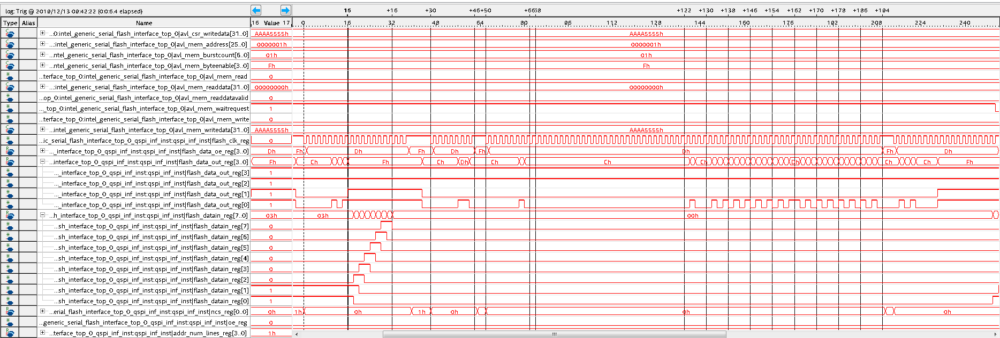 log: Trig @ 2019/12/13 09:42:22 (0:0:6.4 elapsed) 16 +16 +30 +46+50 +6658 +122 +130 +138 +146 +154 +162 +170 +178 +186 +194
Type Alias Name 16 Value 17 0 16 32 48 64 80 96 112 128 144 160 176 192 208 224 240
...0:intel_generic_serial_flash_interface_top_0|avl_csr_writedata[31..0] AAAA5555h AAAA5555h
...:intel_generic_serial_flash_interface_top_0|avl_mem_address[25..0] 0000001h 0000001h
...ntel_generic_serial_flash_interface_top_0|avl_mem_burstcount[6..0] 01h 01h
...ntel_generic_serial_flash_interface_top_0|avl_mem_byteenable[3..0] Fh Fh
...terface_top_0:intel_generic_serial_flash_interface_top_0|avl_mem_read 0
...:intel_generic_serial_flash_interface_top_0|avl_mem_readdata[31..0] 00000000h 00000000h
...op_0:intel_generic_serial_flash_interface_top_0|avl_mem_readdatavalid 0
..._top_0:intel_generic_serial_flash_interface_top_0|avl_mem_waitrequest 1
...terface_top_0:intel_generic_serial_flash_interface_top_0|avl_mem_write 0
...intel_generic_serial_flash_interface_top_0|avl_mem_writedata[31..0] AAAA5555h AAAA5555h
...ic_serial_flash_interface_top_0_qspi_inf_inst:qspi_inf_inst|flash_clk_reg 0
..._interface_top_0_qspi_inf_inst:qspi_inf_inst|flash_data_oe_reg[3..0] Dh Fh Dh Fh Dh Fh Dh Fh Dh
...interface_top_0_qspi_inf_inst:qspi_inf_inst|flash_data_out_reg[3..0] Fh Ch Fh Ch Dh Ch Ch Ch Dh Ch Ch Fh
..._interface_top_0_qspi_inf_inst:qspi_inf_inst|flash_data_out_reg[3] 1
..._interface_top_0_qspi_inf_inst:qspi_inf_inst|flash_data_out_reg[2] 1
..._interface_top_0_qspi_inf_inst:qspi_inf_inst|flash_data_out_reg[1] 1
..._interface_top_0_qspi_inf_inst:qspi_inf_inst|flash_data_out_reg[0] 1
...h_interface_top_0_qspi_inf_inst:qspi_inf_inst|flash_datain_reg[7..0] 03h 03h 00h
...sh_interface_top_0_qspi_inf_inst:qspi_inf_inst|flash_datain_reg[7] 0
...sh_interface_top_0_qspi_inf_inst:qspi_inf_inst|flash_datain_reg[6] 0
...sh_interface_top_0_qspi_inf_inst:qspi_inf_inst|flash_datain_reg[5] 0
...sh_interface_top_0_qspi_inf_inst:qspi_inf_inst|flash_datain_reg[4] 0
...sh_interface_top_0_qspi_inf_inst:qspi_inf_inst|flash_datain_reg[3] 0
...sh_interface_top_0_qspi_inf_inst:qspi_inf_inst|flash_datain_reg[2] 0
...sh_interface_top_0_qspi_inf_inst:qspi_inf_inst|flash_datain_reg[1] 1
...sh_interface_top_0_qspi_inf_inst:qspi_inf_inst|flash_datain_reg[0] 1
...erial_flash_interface_top_0_qspi_inf_inst:qspi_inf_inst|ncs_reg[0..0] 0h 1h 0h 1h 0h 0h 0h
...generic_serial_flash_interface_top_0_qspi_inf_inst:qspi_inf_inst|oe_reg 0
...terface_top_0_qspi_inf_inst:qspi_inf_inst|addr_num_lines_reg[3..0] 1h